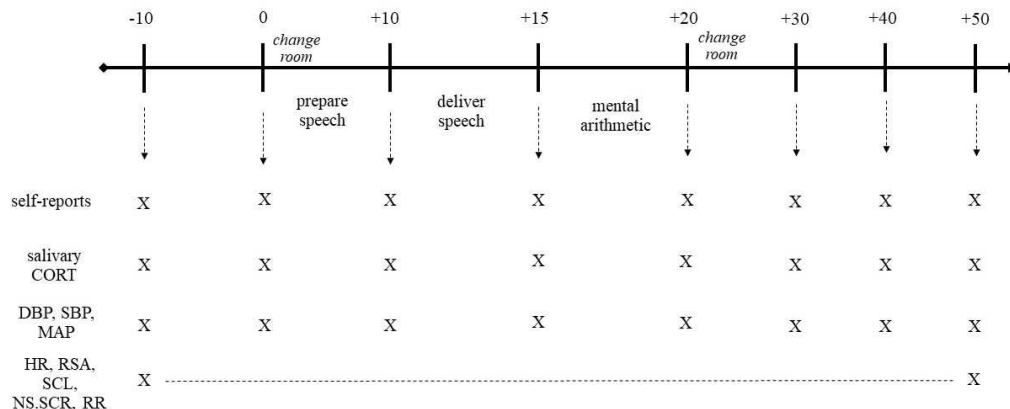 -10 0 +10 +15 +20 +30 +40 +50
change
room
change
room
prepare
speech
deliver
speech
mental
arithmetic
self-reports X X X X X X X X
salivary
CORT X X X X X X X X
DBP, SBP,
MAP X X X X X X X X
HR, RSA,
SCL,
NS.SCR, RR X X